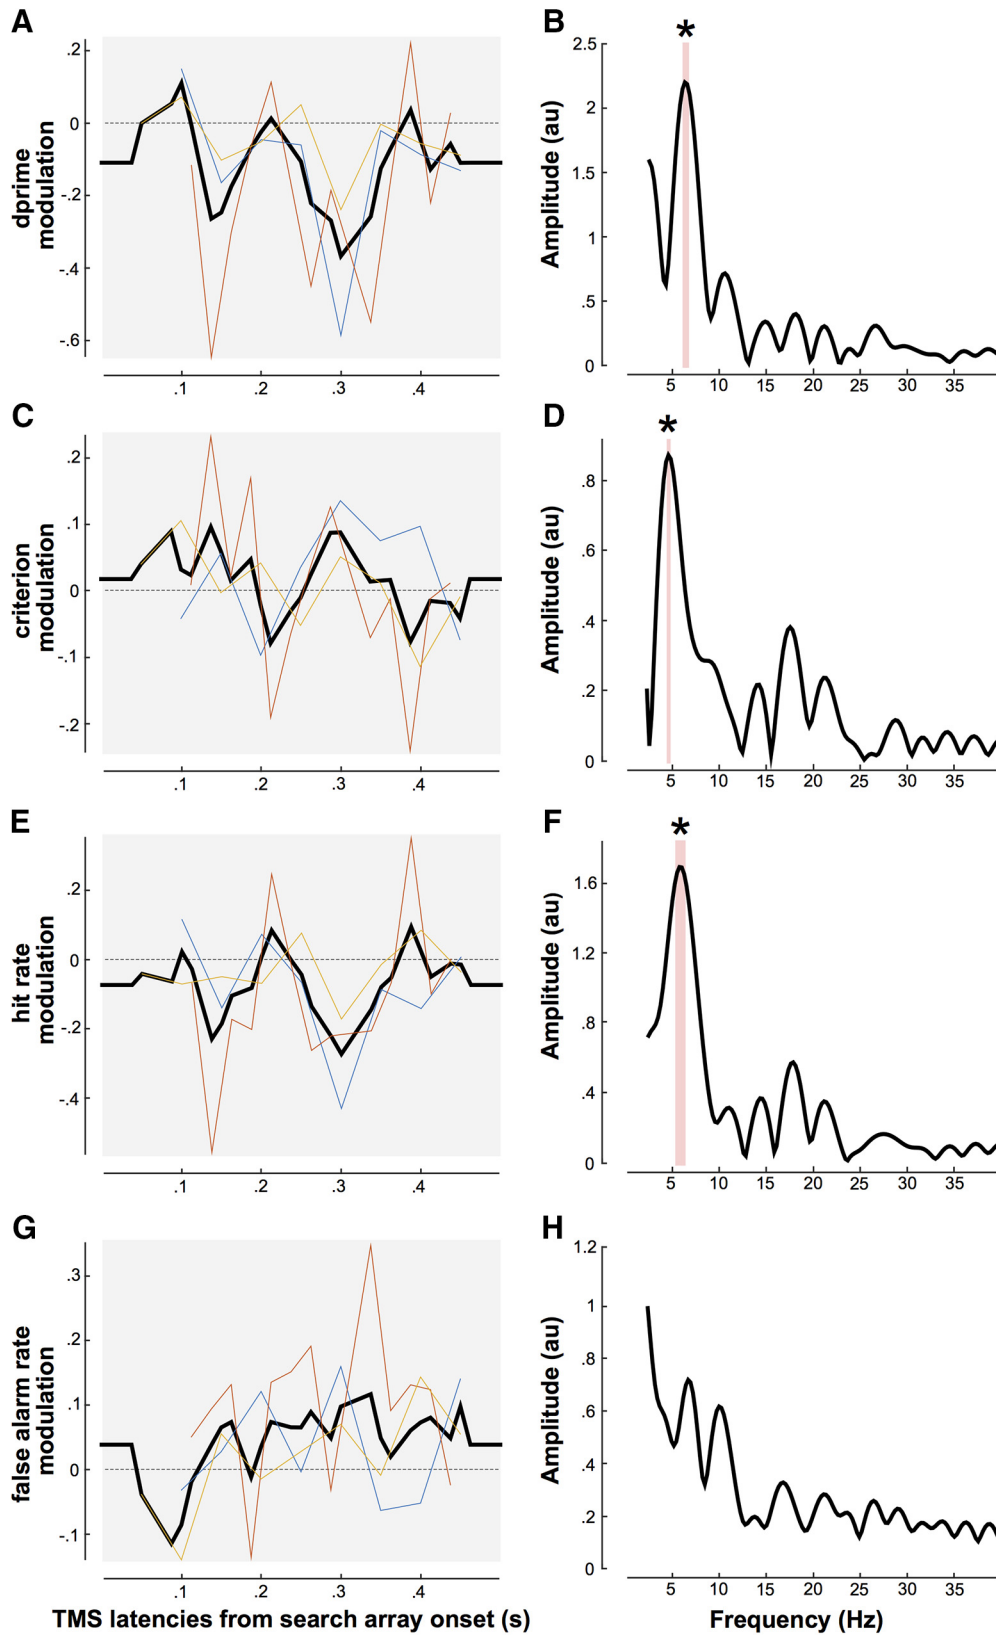 A
dprime
modulation
.2
0
-.2
-.4
-.6
.1 .2 .3 .4
B
*
Amplitude (au)
2.5
2
1.5
1
.5
0
5 10 15 20 25 30 35
C
criterion
modulation
.2
.1
0
-.1
-.2
.1 .2 .3 .4
D
*
Amplitude (au)
.8
.6
.4
.2
0
5 10 15 20 25 30 35
E
hit rate
modulation
.2
0
-.2
-.4
.1 .2 .3 .4
F
*
Amplitude (au)
1.6
1.2
.8
.4
0
5 10 15 20 25 30 35
G
false alarm rate
modulation
.3
.2
.1
0
-.1
.1 .2 .3 .4
TMS latencies from search array onset (s)
H
Amplitude (au)
1.2
1
.8
.6
.4
.2
0
5 10 15 20 25 30 35
Frequency (Hz)